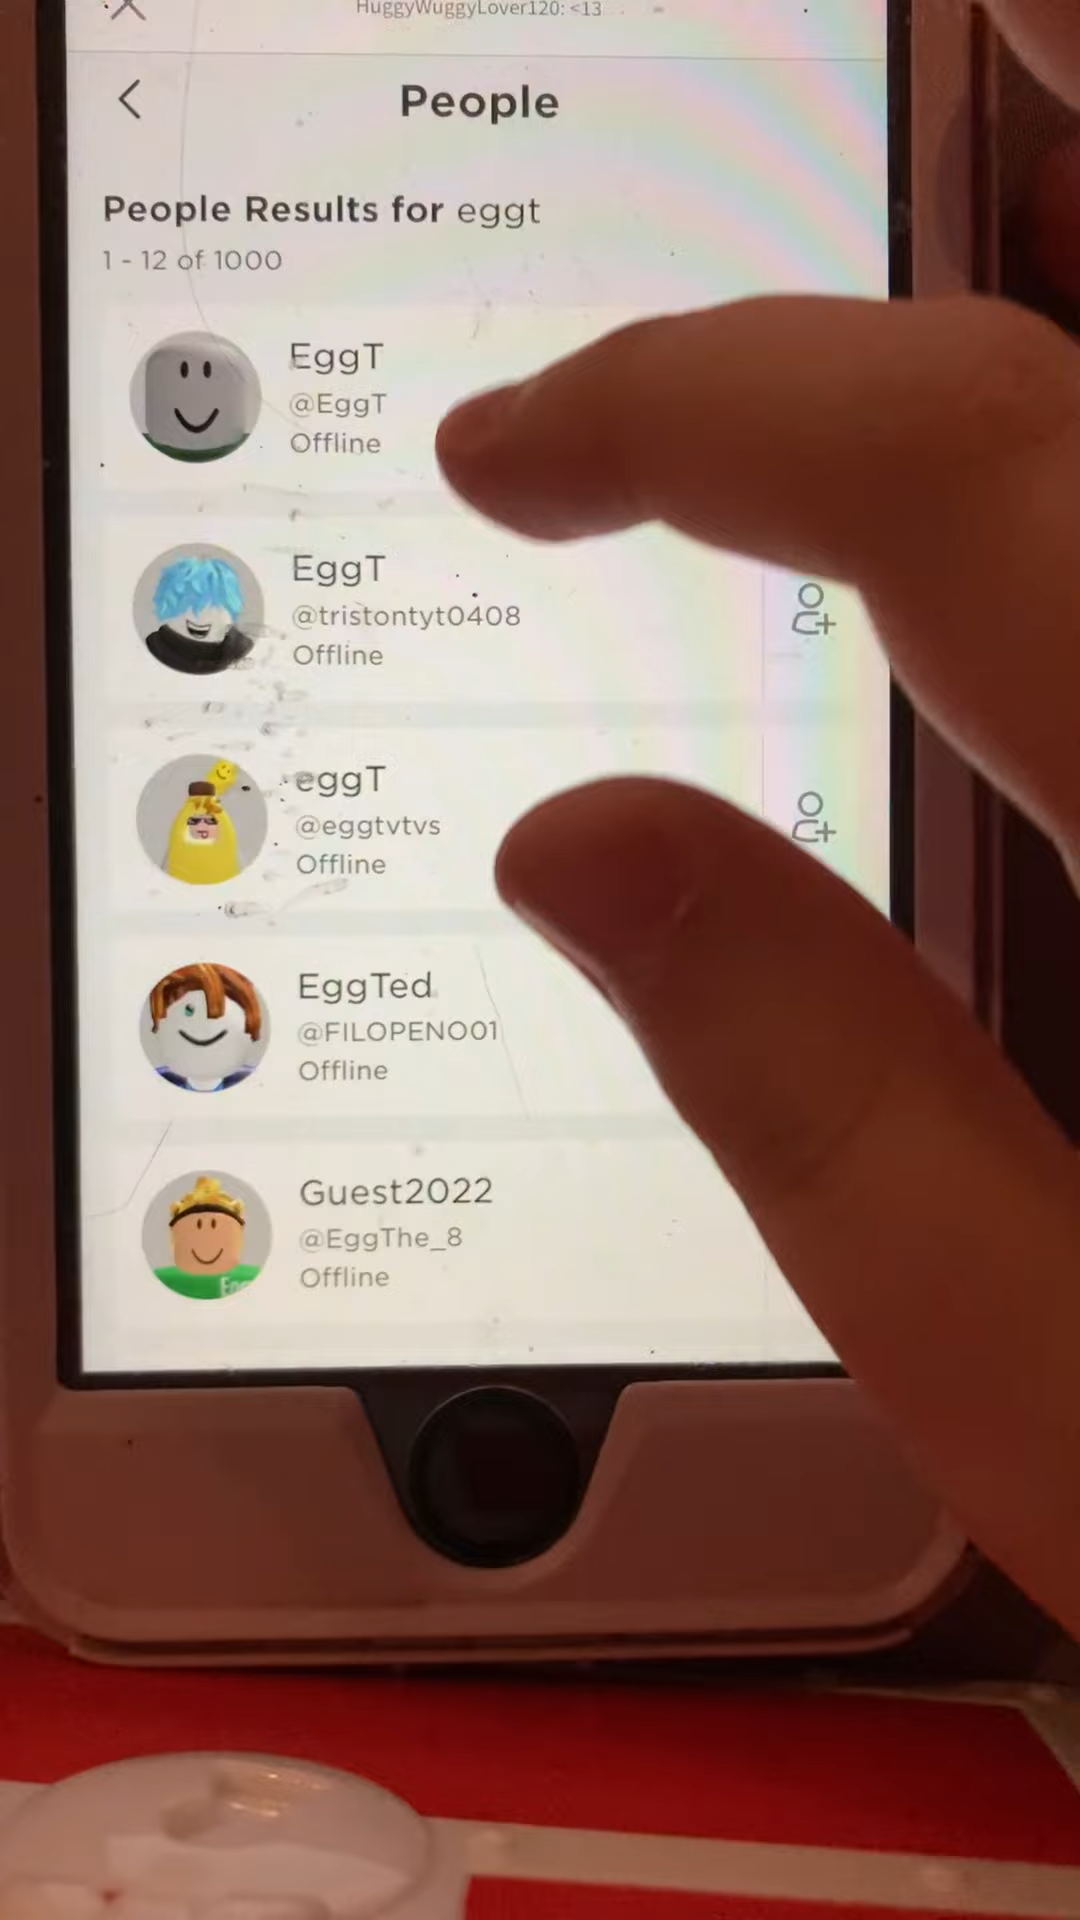 HuggyWuggyLover120: <13
People
People Results for eggt
1 - 12 of 1000
EggT
@EggT
Offline
EggT
@tristontyt0408
Offline
eggT
@eggtvtvs
Offline
EggTed
@FILOPENO01
Offline
Guest2022
@EggThe_8
Offline